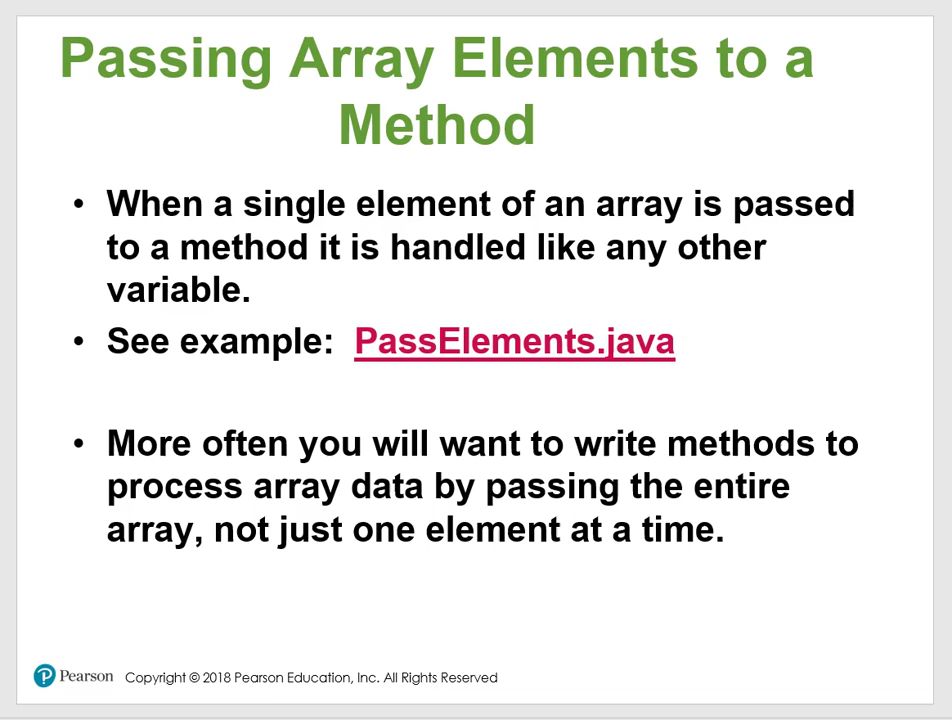 Passing Array Elements to a
Method
• When a single element of an array is passed
to a method it is handled like any other
variable.
• See example: PassElements.java
• More often you will want to write methods to
process array data by passing the entire
array, not just one element at a time.
P Pearson Copyright © 2018 Pearson Education, Inc. All Rights Reserved